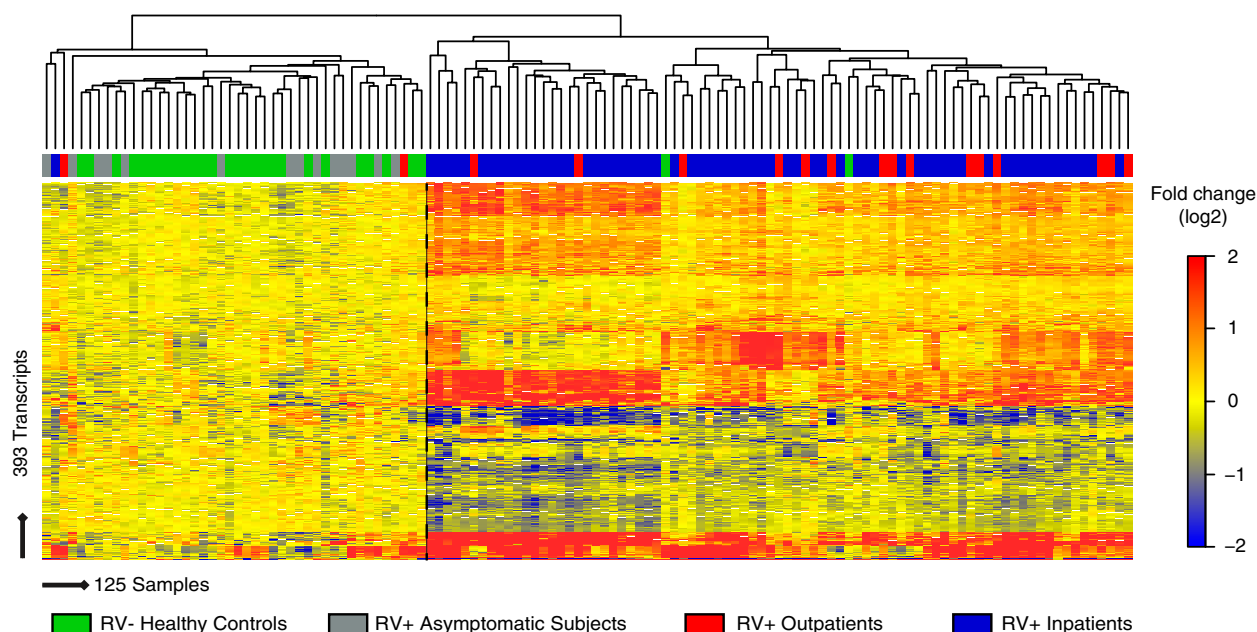 Fold change
(log2)
2
1
0
−1
−2
393 Transcripts
125 Samples
RV- Healthy Controls
RV+ Asymptomatic Subjects
RV+ Outpatients
RV+ Inpatients